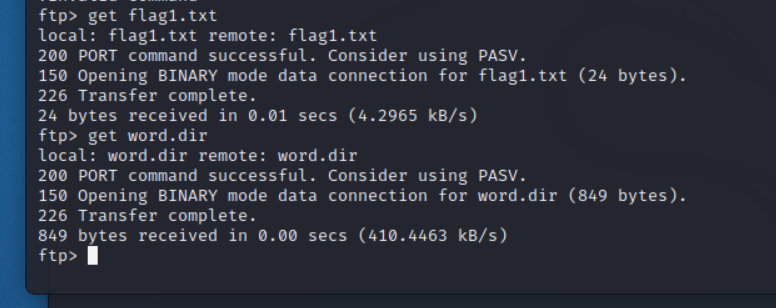 ftp> get flag1.txt
local: flag1.txt remote: flag1.txt
200 PORT command successful. Consider using PASV.
150 Opening BINARY mode data connection for flag1.txt (24 bytes).
226 Transfer complete.
24 bytes received in 0.01 secs (4.2965 kB/s)
ftp> get word.dir
local: word.dir remote: word.dir
200 PORT command successful. Consider using PASV.
150 Opening BINARY mode data connection for word.dir (849 bytes).
226 Transfer complete.
849 bytes received in 0.00 secs (410.4463 kB/s)
ftp>